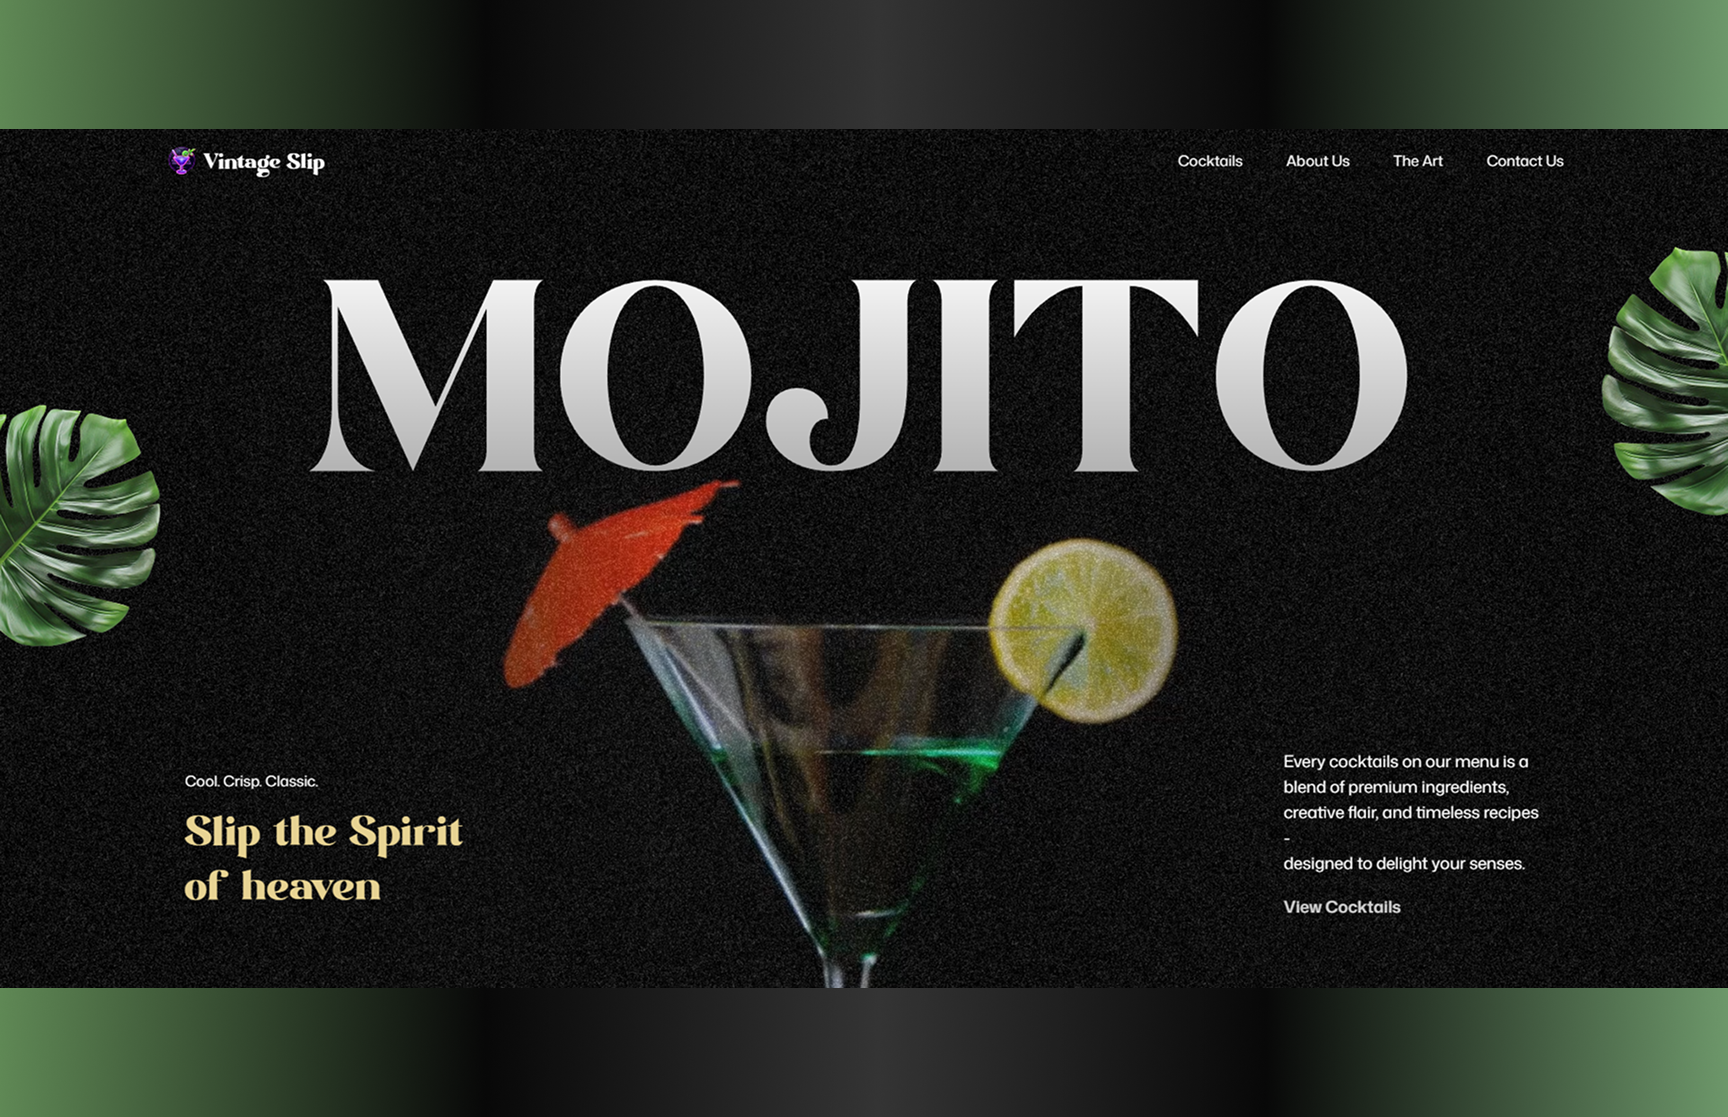 Vintage Slip
Cocktails
About Us
The Art
Contact Us
MOJITO
Cool. Crisp. Classic.
Slip the Spirit
of heaven
Every cocktails on our menu is a
blend of premium ingredients,
creative flair, and timeless recipes
-
designed to delight your senses.
View Cocktails